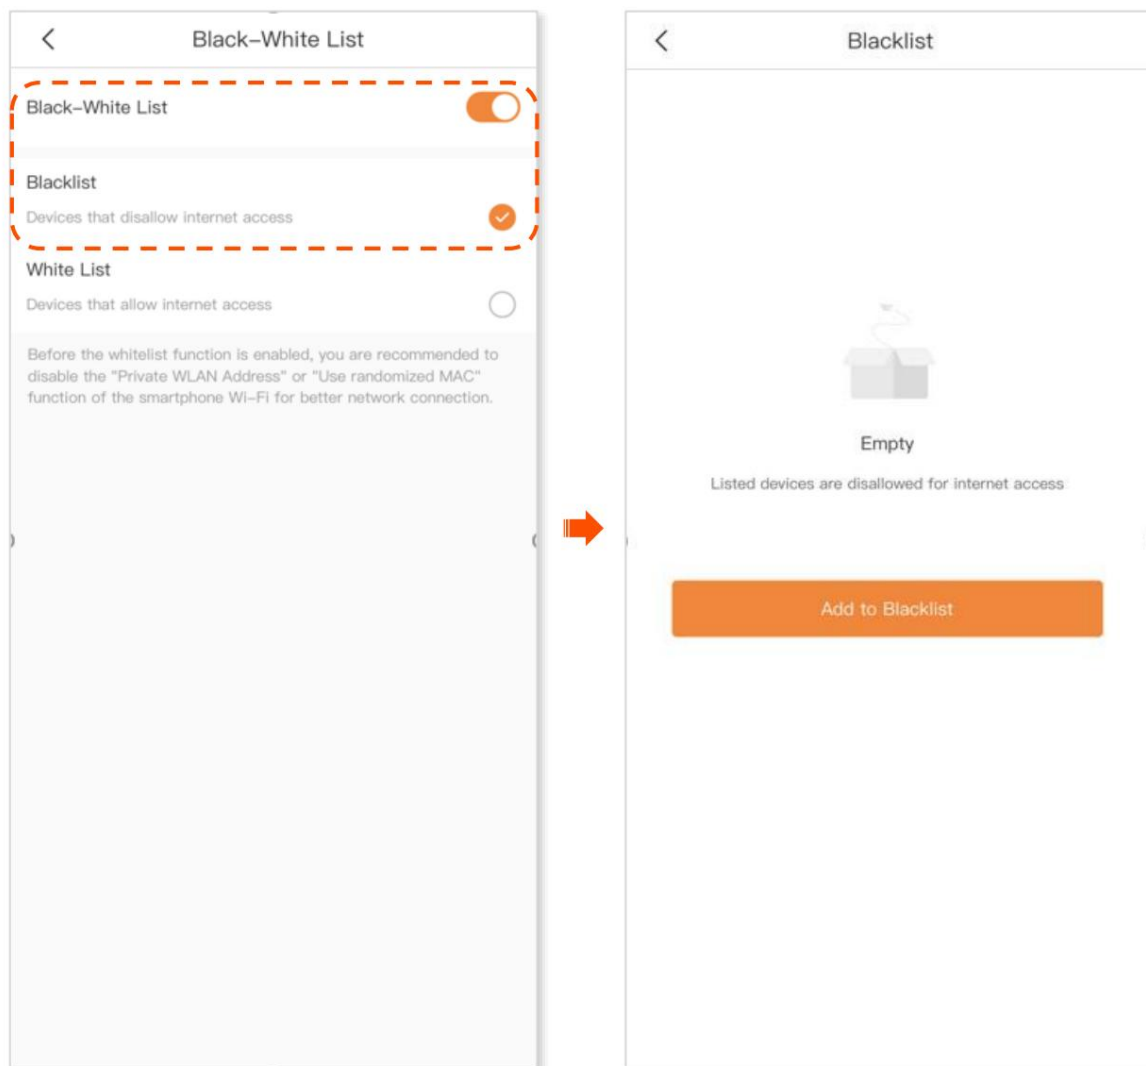 Black–White List
Black–White List
Blacklist
Devices that disallow internet access
White List
Devices that allow internet access
Before the whitelist function is enabled, you are recommended to
disable the "Private WLAN Address" or "Use randomized MAC"
function of the smartphone Wi–Fi for better network connection.
Blacklist
Empty
Listed devices are disallowed for internet access
Add to Blacklist